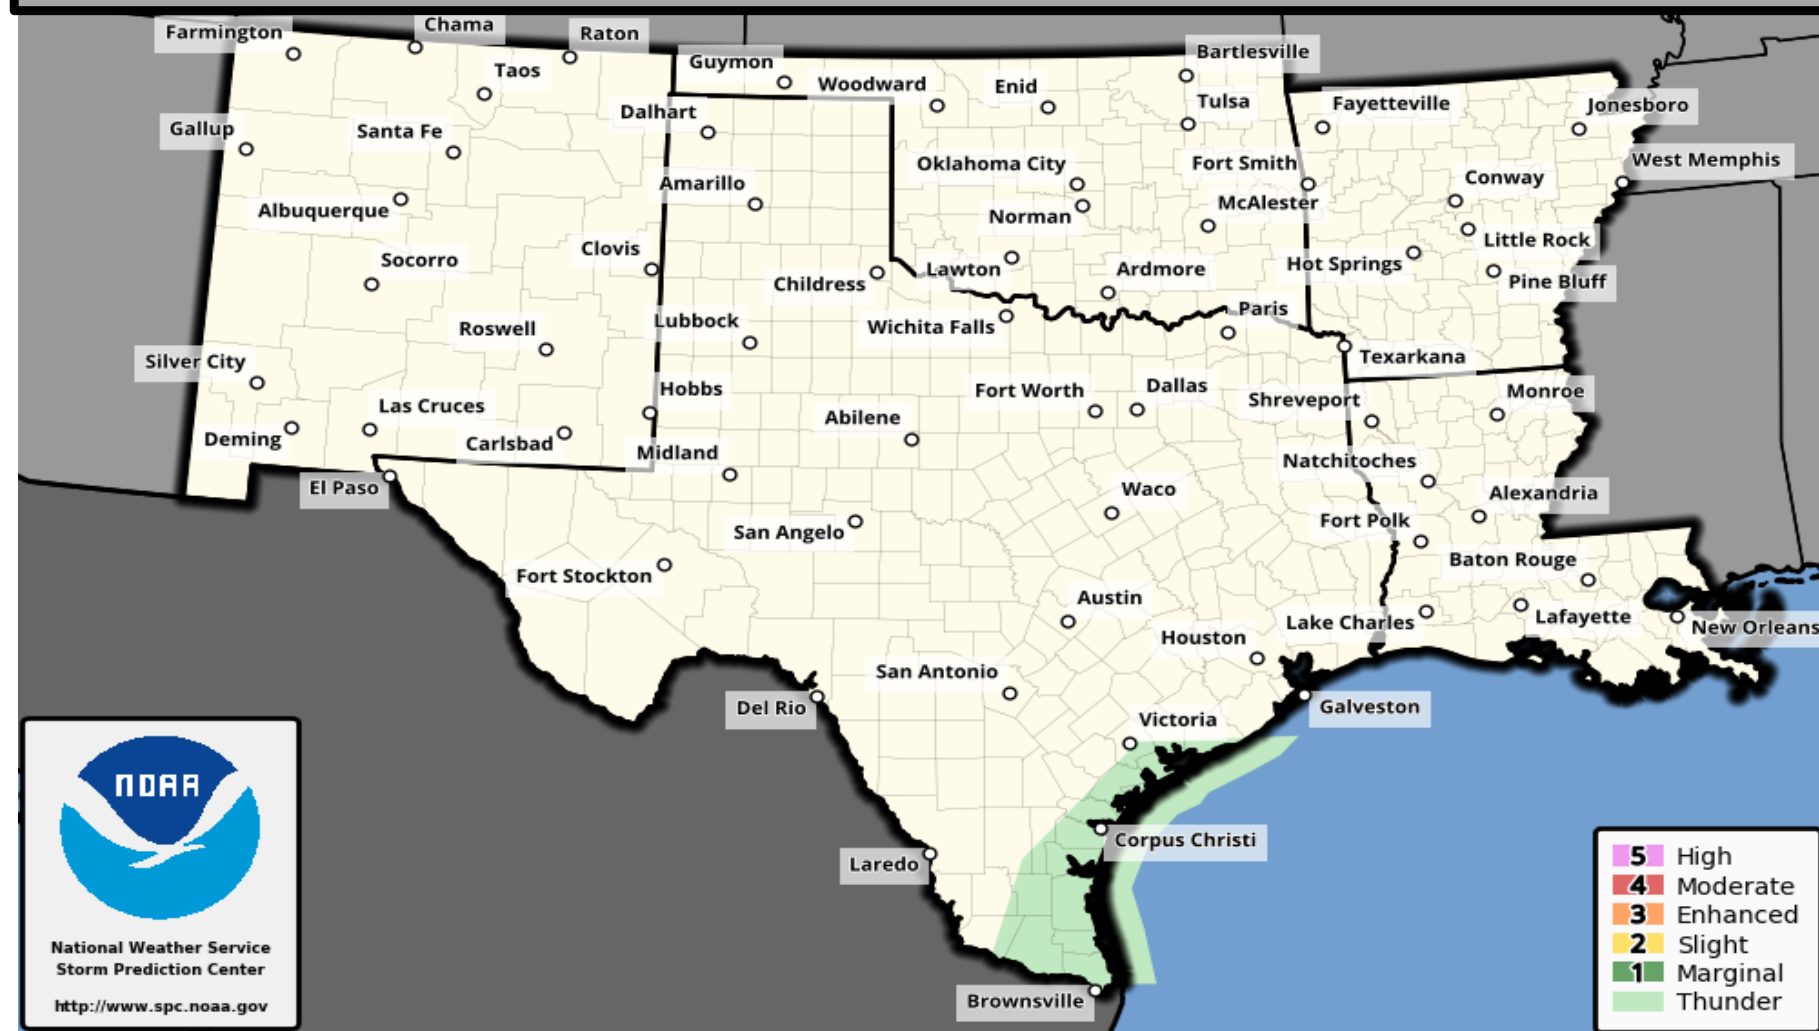 Farmington
Chama
Raton
Taos
Guymon
Woodward
Enid
Bartlesville
Tulsa
Fayetteville
Jonesboro
Gallup
Santa Fe
Dalhart
Oklahoma City
Fort Smith
Conway
West Memphis
Albuquerque
Amarillo
Norman
McAlester
Little Rock
Socorro
Clovis
Childress
Lawton
Ardmore
Hot Springs
Pine Bluff
Roswell
Lubbock
Wichita Falls
Paris
Texarkana
Silver City
Las Cruces
Hobbs
Abilene
Fort Worth
Dallas
Shreveport
Monroe
Deming
Carlsbad
Midland
Natchitoches
El Paso
San Angelo
Waco
Fort Polk
Alexandria
Fort Stockton
Austin
Baton Rouge
Houston
Lake Charles
Lafayette
New Orleans
San Antonio
Del Rio
Victoria
Galveston
Laredo
Corpus Christi
Brownsville
NOAA
National Weather Service
Storm Prediction Center
http://www.spc.noaa.gov
5 High
4 Moderate
3 Enhanced
2 Slight
1 Marginal
Thunder